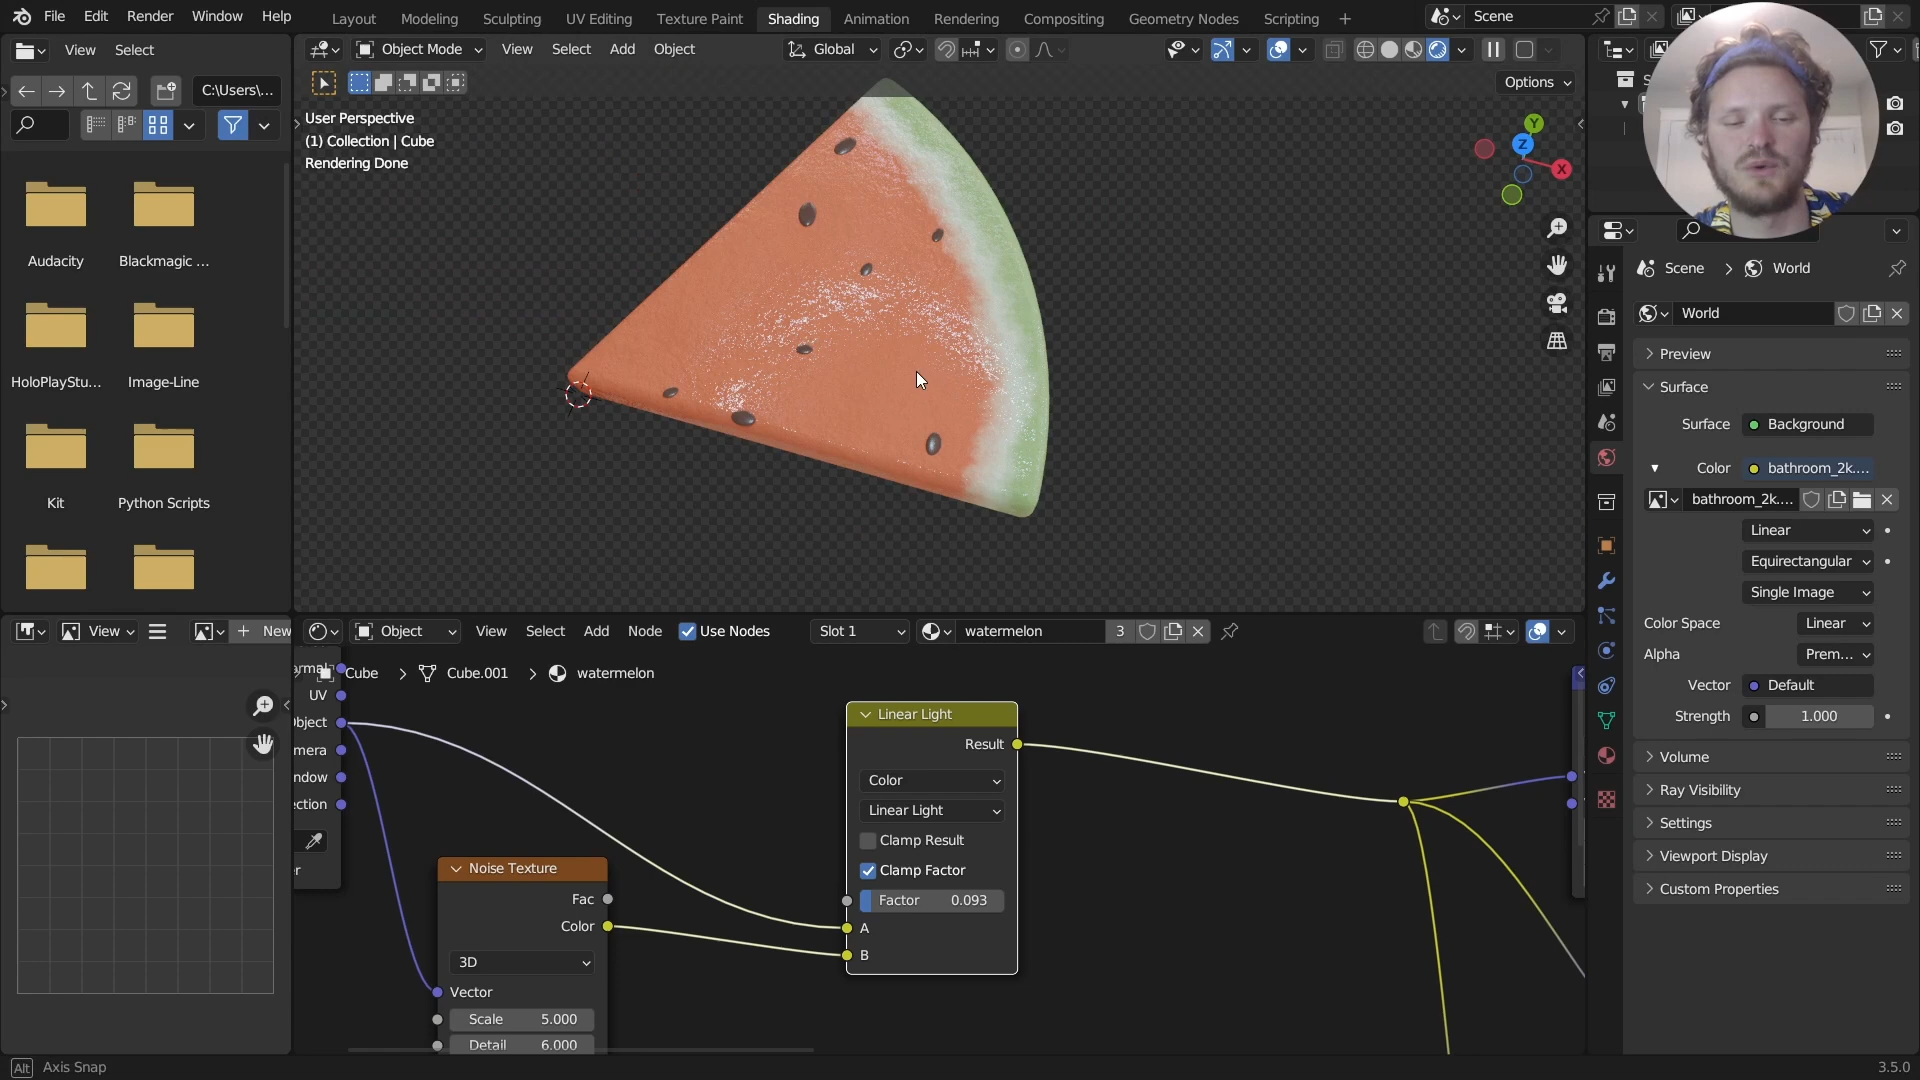 File Edit Render Window Help
Layout Modeling Sculpting UV Editing Texture Paint Shading Animation Rendering Compositing Geometry Nodes Scripting
Scene
View Select
Object Mode View Select Add Object Global
C:\Users\...
Options
User Perspective
(1) Collection | Cube
Rendering Done
Y
Z
X
Audacity Blackmagic ...
HoloPlayStu... Image-Line
Kit Python Scripts
Scene > World
World
Preview
Surface
Surface Background
Color bathroom_2k....
bathroom_2k....
Linear
Equirectangular
Single Image
Color Space Linear
Alpha Prem...
Vector Default
Strength 1.000
Volume
Ray Visibility
Settings
Viewport Display
Custom Properties
View New
Object View Select Add Node Use Nodes Slot 1 watermelon 3
Cube > Cube.001 > watermelon
ormal
UV
bject
mera
ndow
ection
r
Noise Texture
Fac
Color
3D
Vector
Scale 5.000
Detail 6.000
Linear Light
Result
Color
Linear Light
Clamp Result
Clamp Factor
Factor 0.093
A
B
Alt Axis Snap
3.5.0